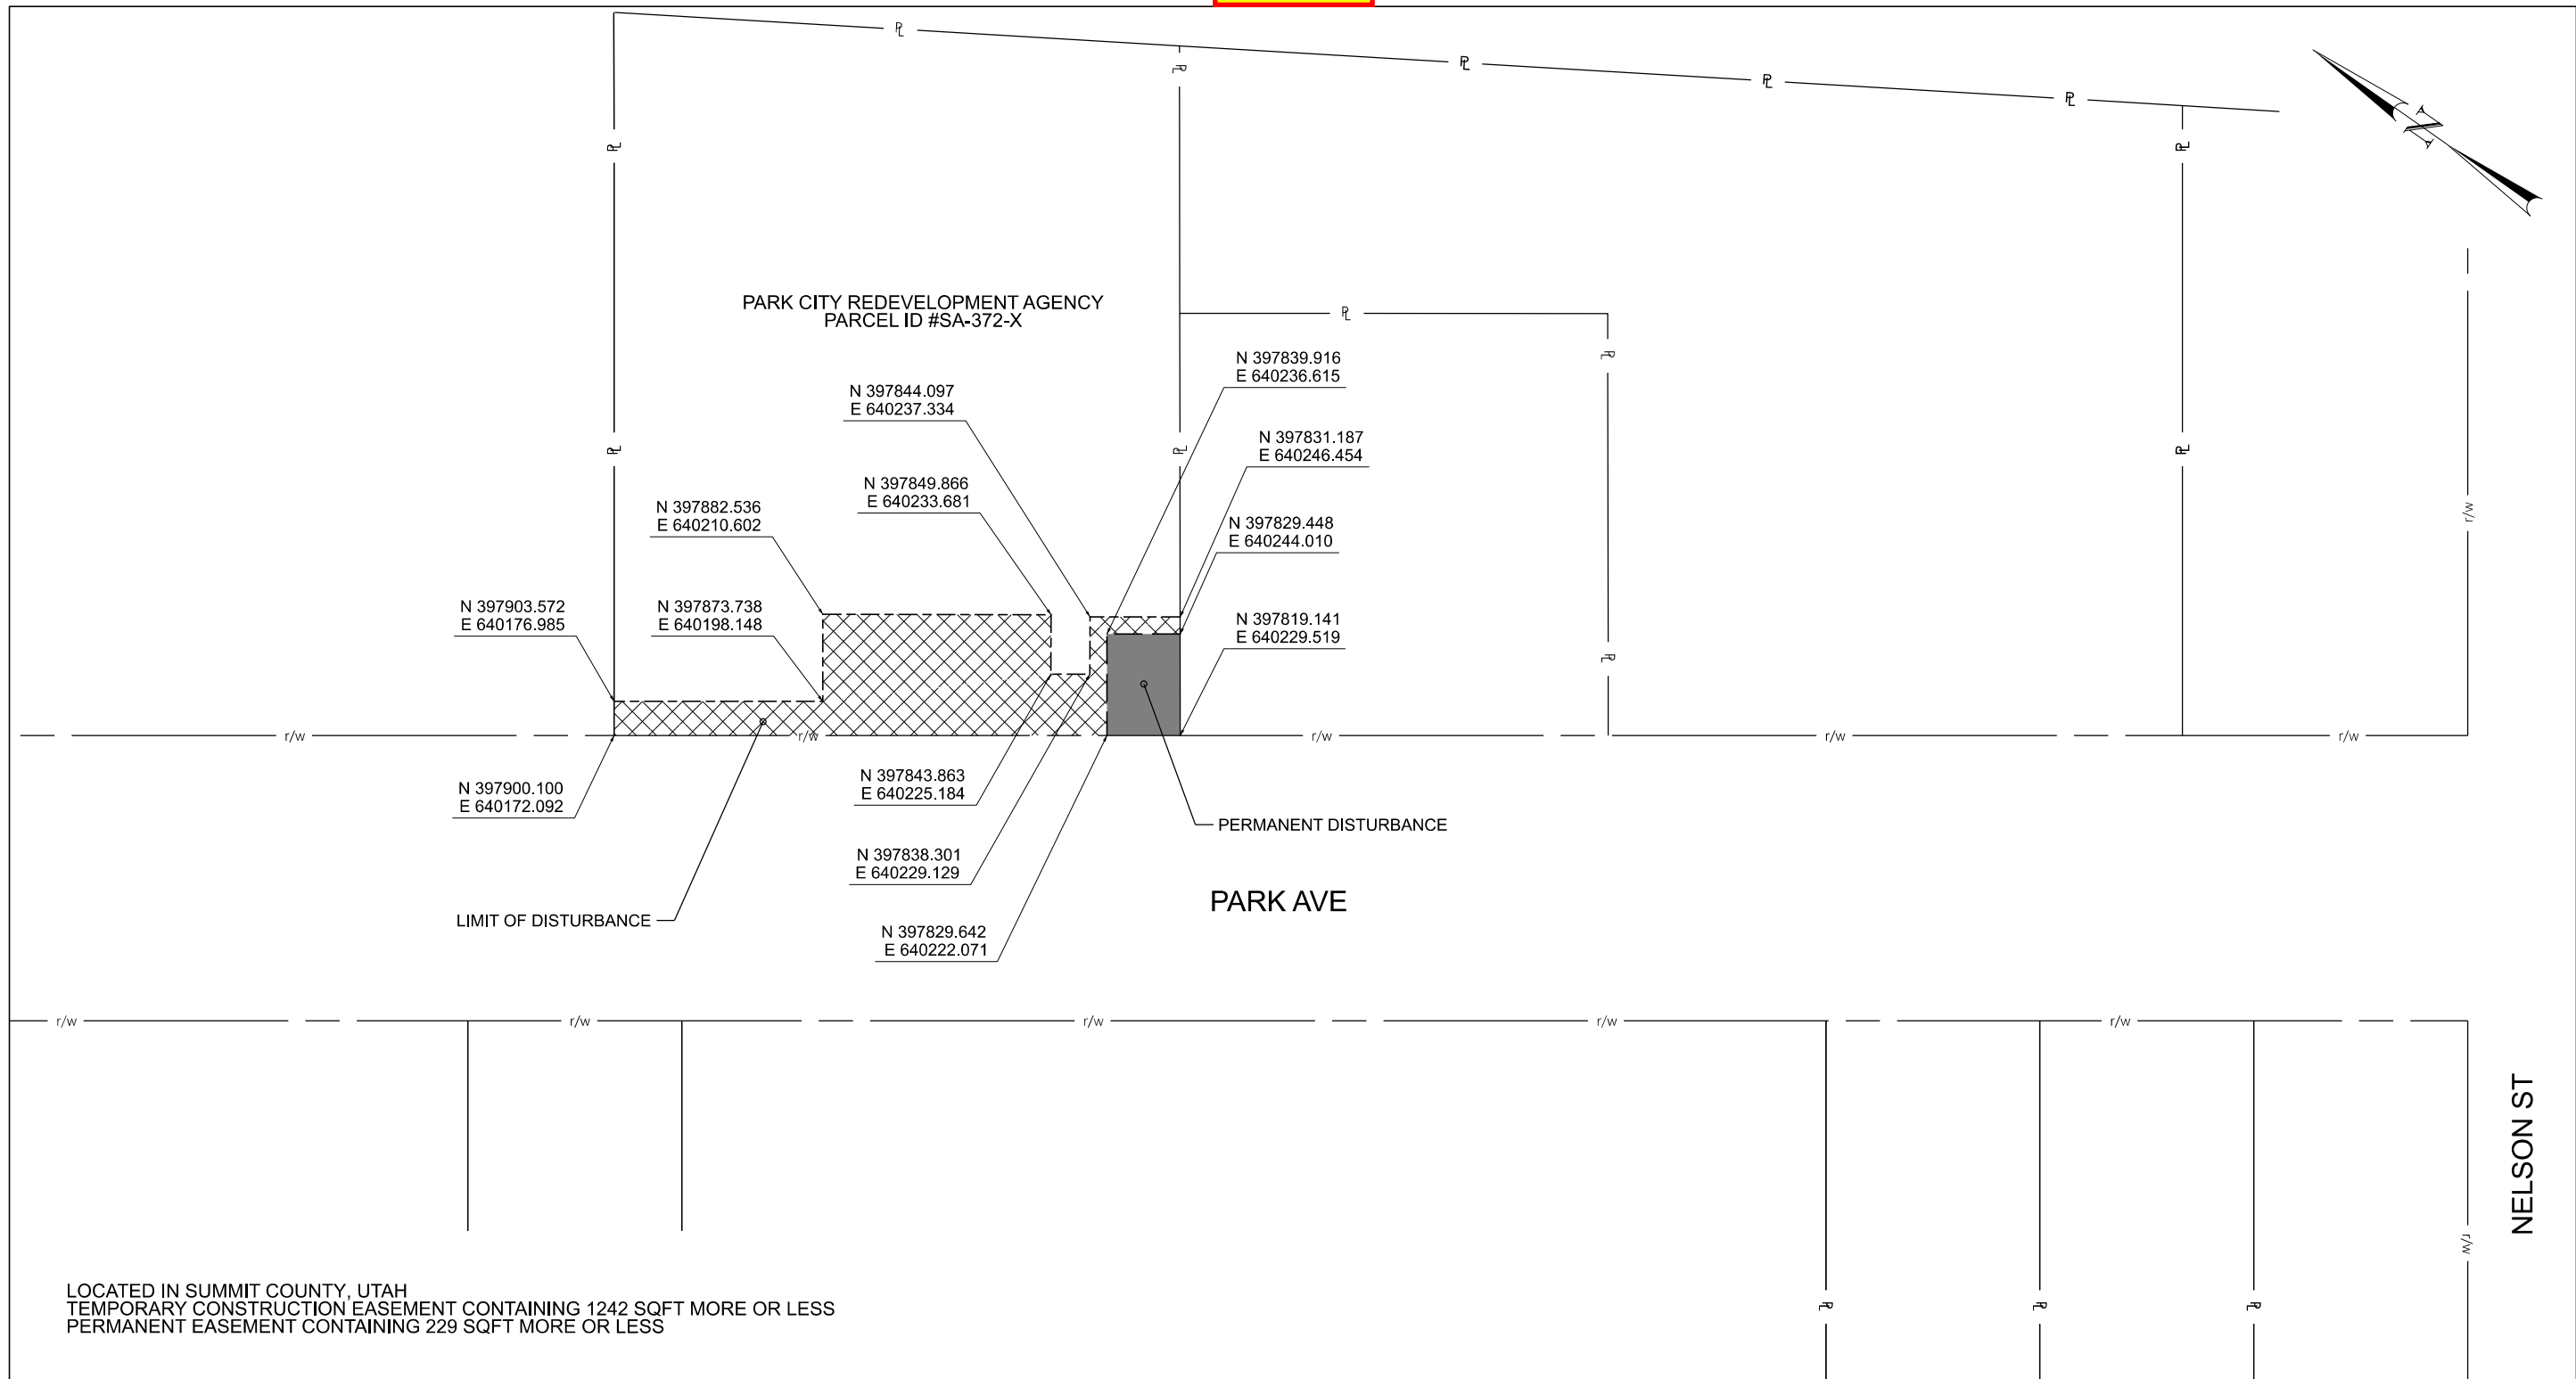 PARK CITY REDEVELOPMENT AGENCY
PARCEL ID #SA-372-X
N
N 397839.916
E 640236.615
N 397844.097
E 640237.334
N 397831.187
E 640246.454
N 397849.866
E 640233.681
N 397882.536
E 640210.602
N 397829.448
E 640244.010
N 397903.572
E 640176.985
N 397873.738
E 640198.148
N 397819.141
E 640229.519
r/w
r/w
r/w
r/w
r/w
r/w
N 397900.100
E 640172.092
N 397843.863
E 640225.184
PERMANENT DISTURBANCE
N 397838.301
E 640229.129
PARK AVE
LIMIT OF DISTURBANCE
N 397829.642
E 640222.071
r/w
r/w
r/w
r/w
r/w
NELSON ST
r/w
LOCATED IN SUMMIT COUNTY, UTAH
TEMPORARY CONSTRUCTION EASEMENT CONTAINING 1242 SQFT MORE OR LESS
PERMANENT EASEMENT CONTAINING 229 SQFT MORE OR LESS